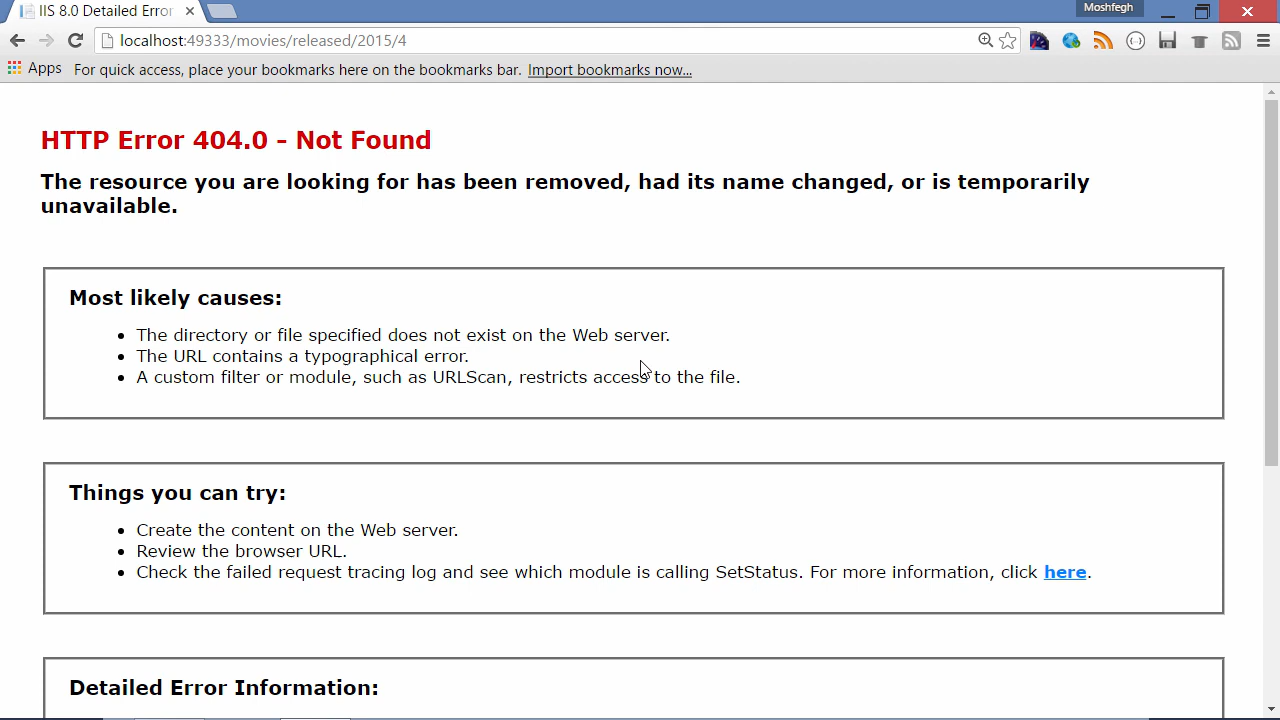 IIS 8.0 Detailed Error
Moshfegh
localhost:49333/movies/released/2015/4
Apps For quick access, place your bookmarks here on the bookmarks bar. Import bookmarks now...
HTTP Error 404.0 - Not Found
The resource you are looking for has been removed, had its name changed, or is temporarily
unavailable.
Most likely causes:
• The directory or file specified does not exist on the Web server.
• The URL contains a typographical error.
• A custom filter or module, such as URLScan, restricts access to the file.
Things you can try:
• Create the content on the Web server.
• Review the browser URL.
• Check the failed request tracing log and see which module is calling SetStatus. For more information, click here.
Detailed Error Information: